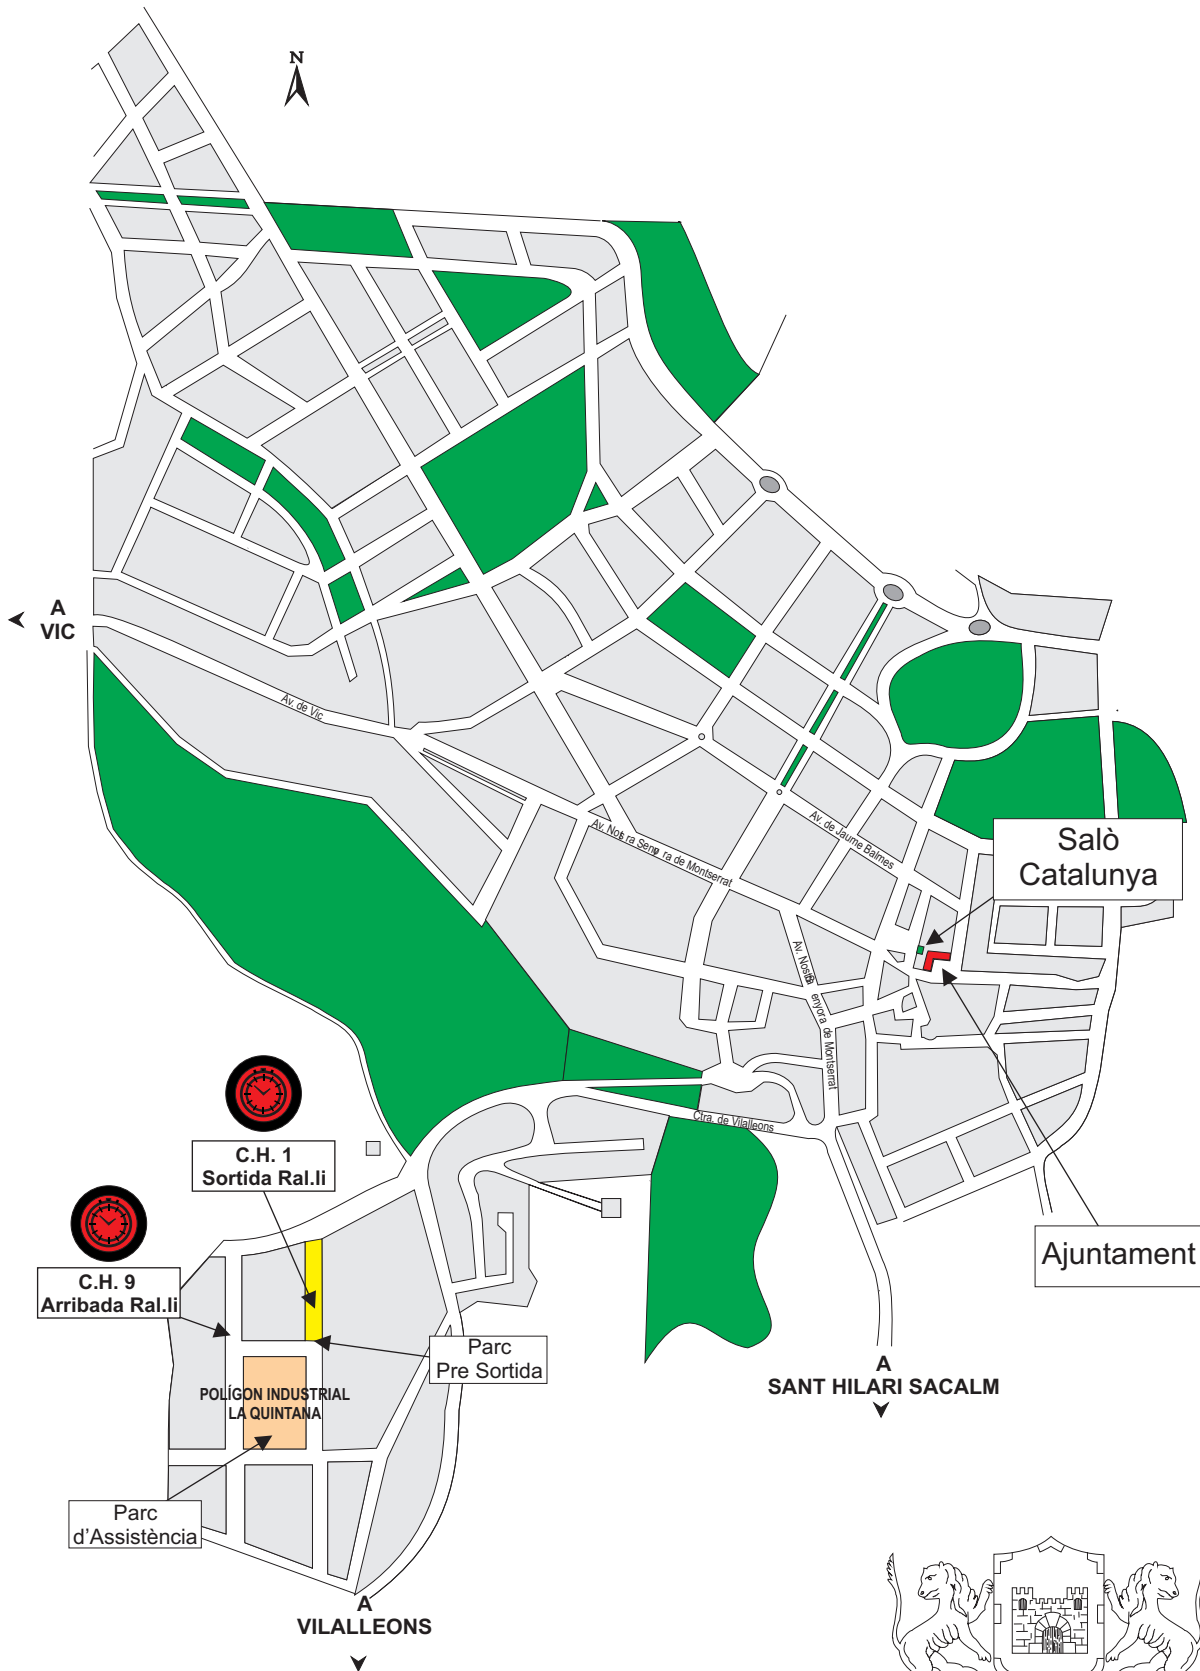 N
A
VIC
Av. de Vic
Av. Nostra Senyora de Montserrat
Av. de Jaume Balmes
Salò
Catalunya
Av. Nostra Senyora de Montserrat
Ctra. de Vilalleons
C.H. 1
Sortida Ral.li
C.H. 9
Arribada Ral.li
Ajuntament
Parc
Pre Sortida
A
SANT HILARI SACALM
POLÍGON INDUSTRIAL
LA QUINTANA
Parc
d'Assistència
A
VILALLEONS